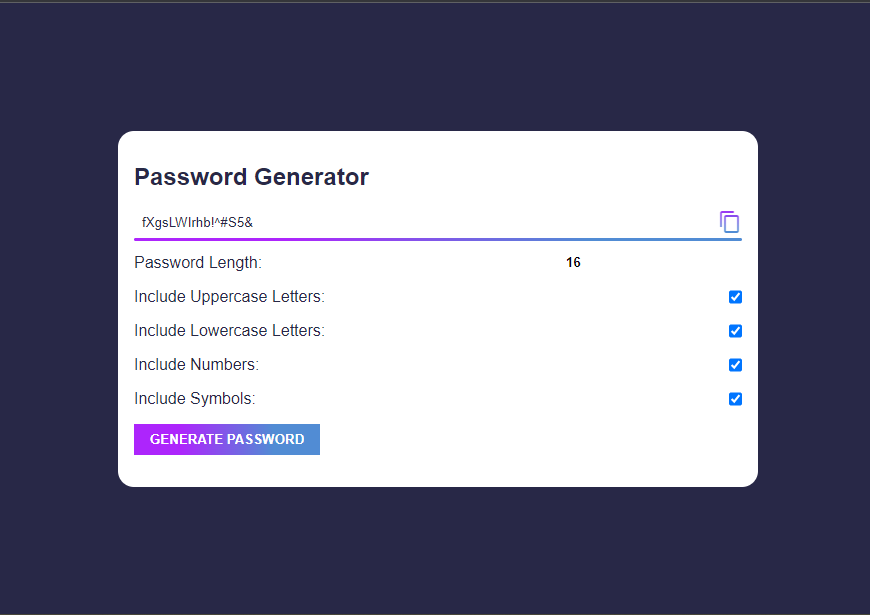 Password Generator
fXgsLWIrhb!^#S5&
Password Length: 16
Include Uppercase Letters:
Include Lowercase Letters:
Include Numbers:
Include Symbols:
GENERATE PASSWORD